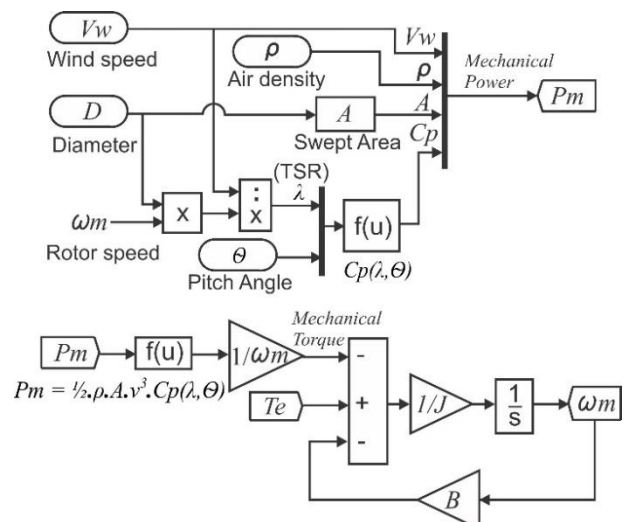 Vw
Wind speed
ρ
Air density
D
Diameter
A
Swept Area
Vw
ρ
A
Cp
Mechanical
Power
Pm
(TSR)
λ
÷
x
x
ωm
Rotor speed
θ
Pitch Angle
f(u)
Cp(λ,θ)
Pm
f(u)
1/ωm
Mechanical
Torque
Pm = ½.ρ.A.v³.Cp(λ,θ)
Te
-
+
-
1/J
1/s
ωm
B